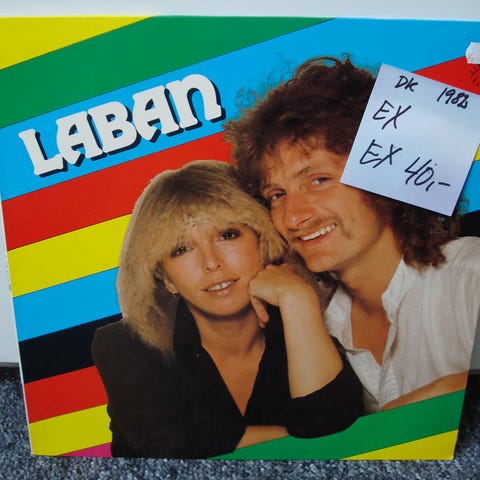 LABAN
DK 1982
EX
EX 40,-